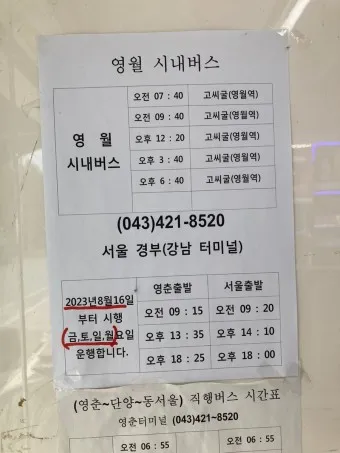 영월 시내버스
영 월
시내버스
오전 07 : 40 고씨굴(영월역)
오전 09 : 40 고씨굴(영월역)
오후 12 : 20 고씨굴(영월역)
오후 3 : 40 고씨굴(영월역)
오후 6 : 40 고씨굴(영월역)
(043)421-8520
서울 경부(강남 터미널)
2023년8월16일
부터 시행
(금,토,일,월요일
운행합니다.
영춘출발 서울출발
오전 09 : 15 오전 09 : 20
오후 13 : 35 오후 14 : 10
오후 18 : 25 오후 18 : 00
(영춘~단양~동서울) 직행버스 시간표
영춘터미널 (043)421~8520
오전 06 : 55 오전 06 : 55